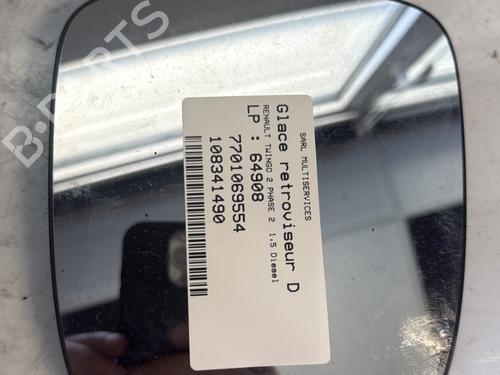 B-PARTS
SARL MULTISERVICES
Glace retroviseur D
RENAULT TWINGO 2 PHASE 2 1.5 Diesel
LP : 64908
7701069554
108341490